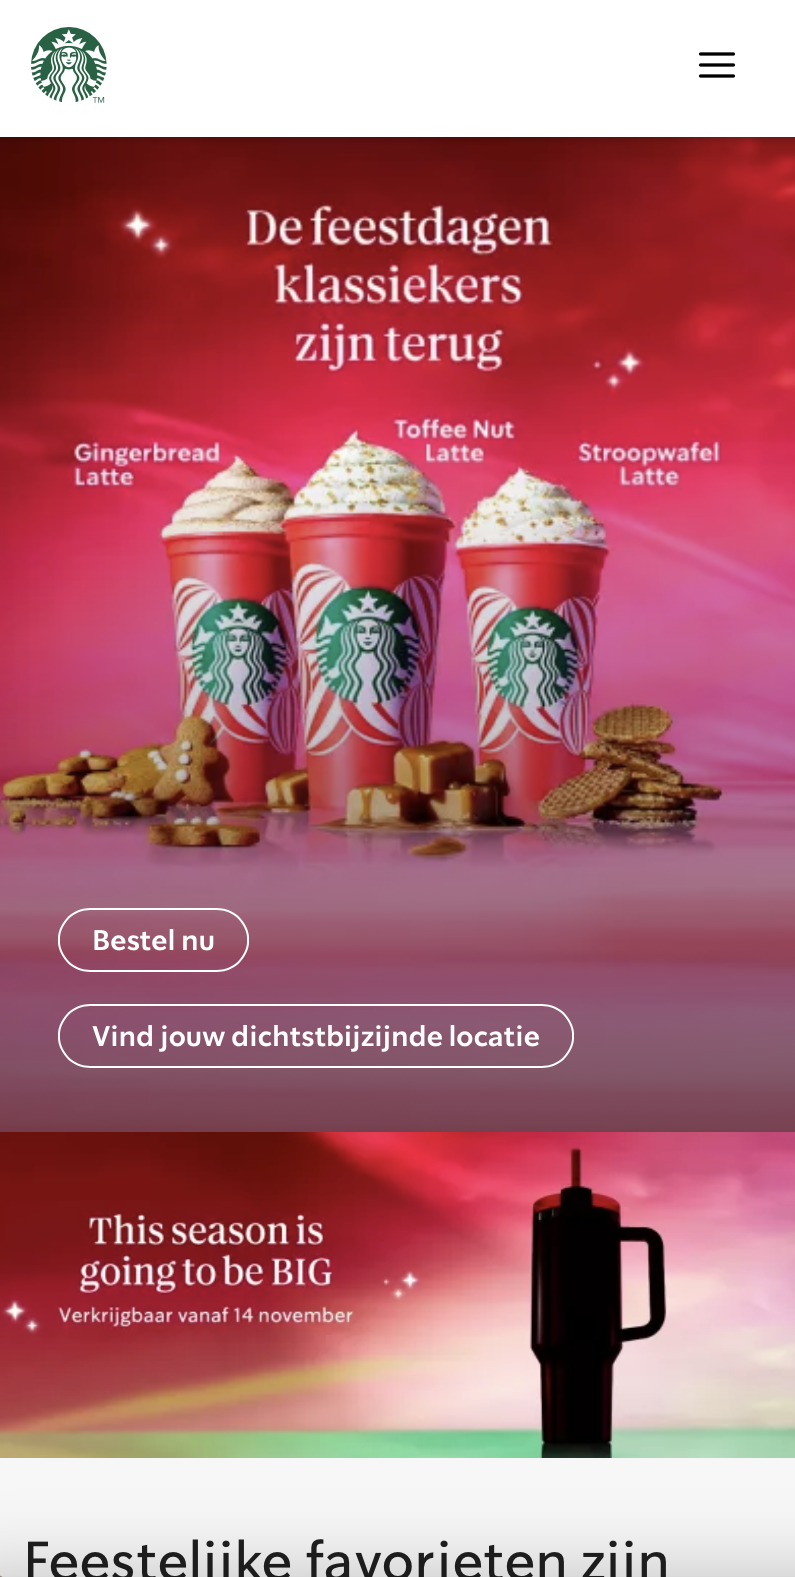 TM
De feestdagen
klassiekers
zijn terug
Toffee Nut
Latte
Gingerbread
Latte
Stroopwafel
Latte
Bestel nu
Vind jouw dichtstbijzijnde locatie
This season is
going to be BIG
Verkrijgbaar vanaf 14 november
Feestelijke favorieten zijn